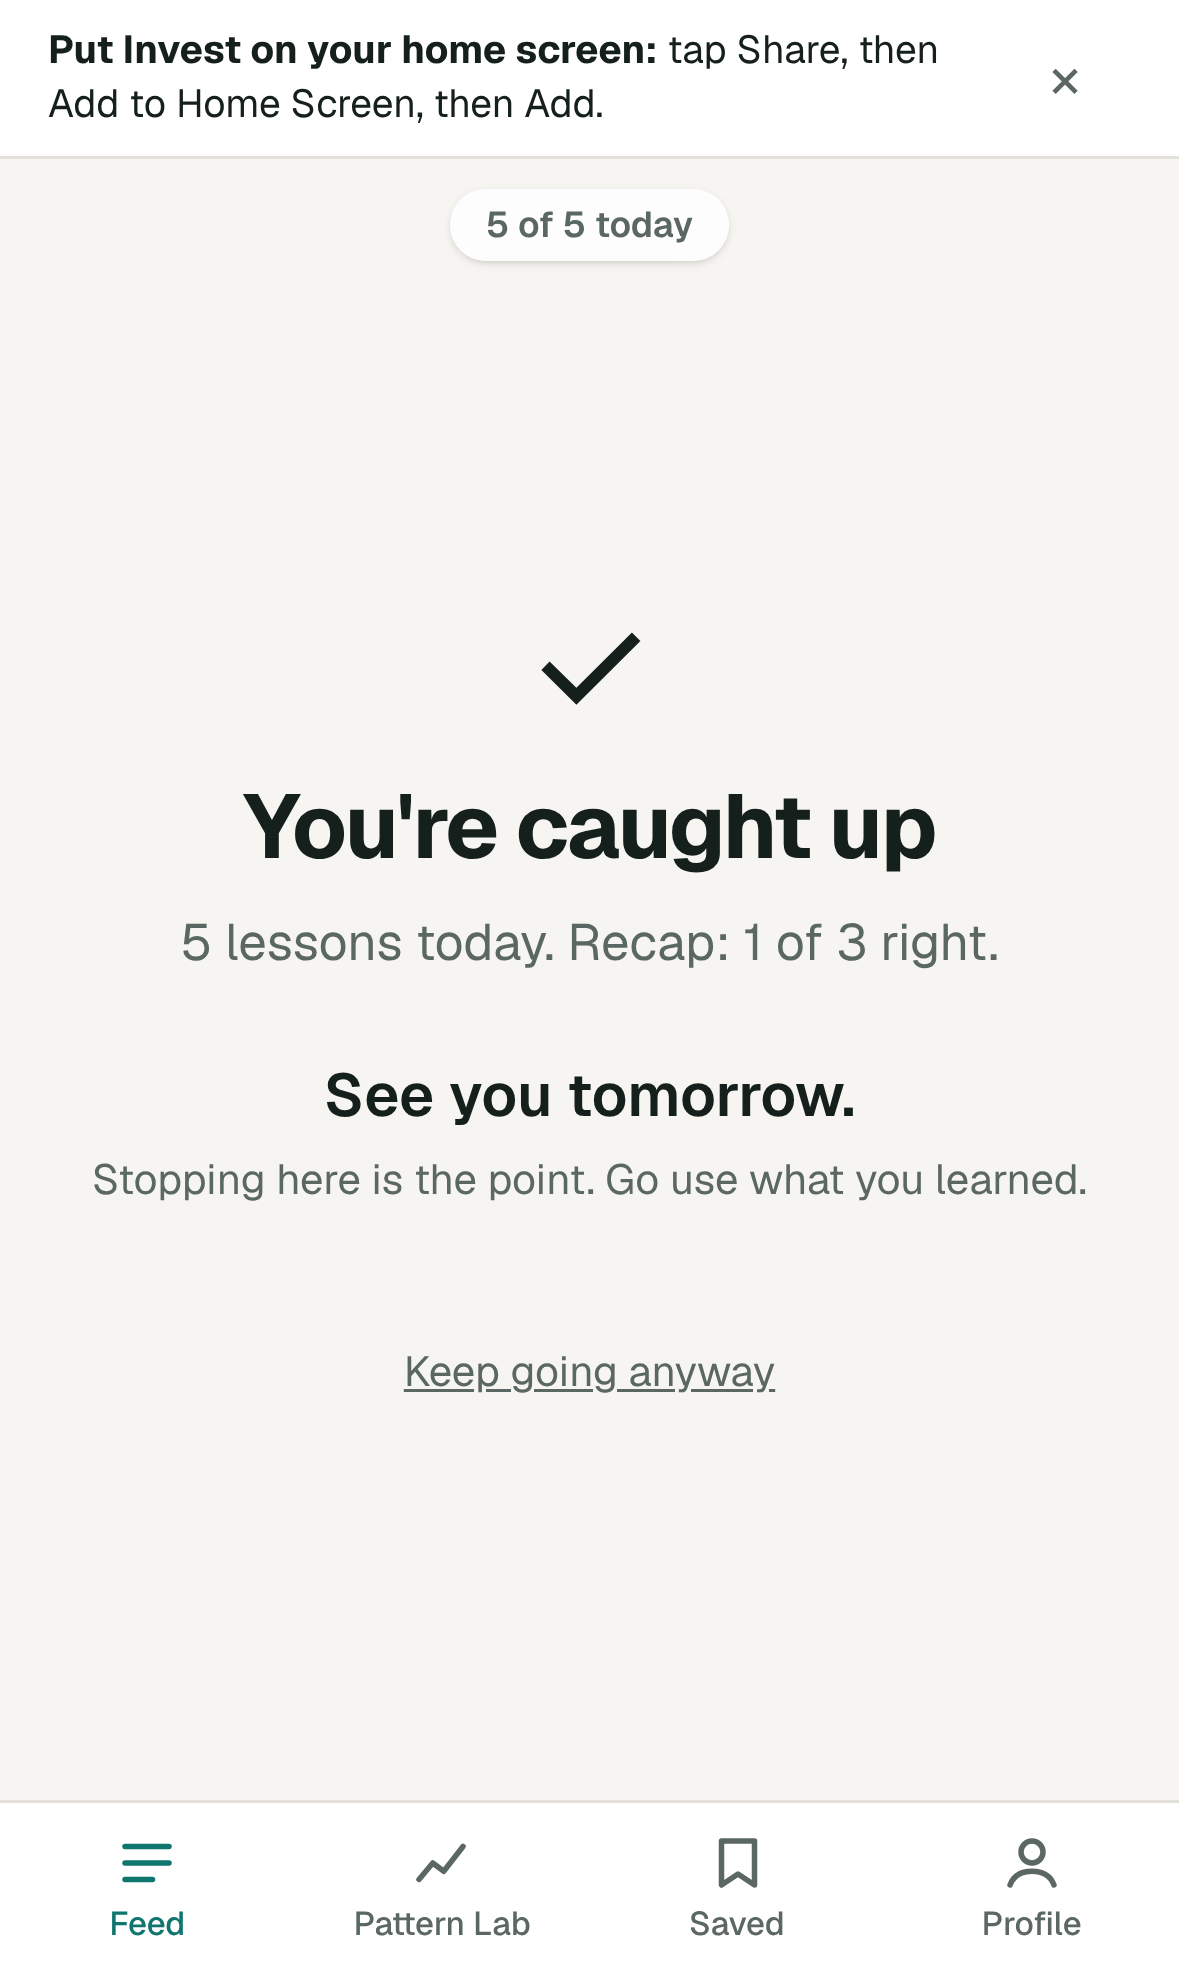 Put Invest on your home screen: tap Share, then
Add to Home Screen, then Add.
5 of 5 today
You're caught up
5 lessons today. Recap: 1 of 3 right.
See you tomorrow.
Stopping here is the point. Go use what you learned.
Keep going anyway
Feed
Pattern Lab
Saved
Profile